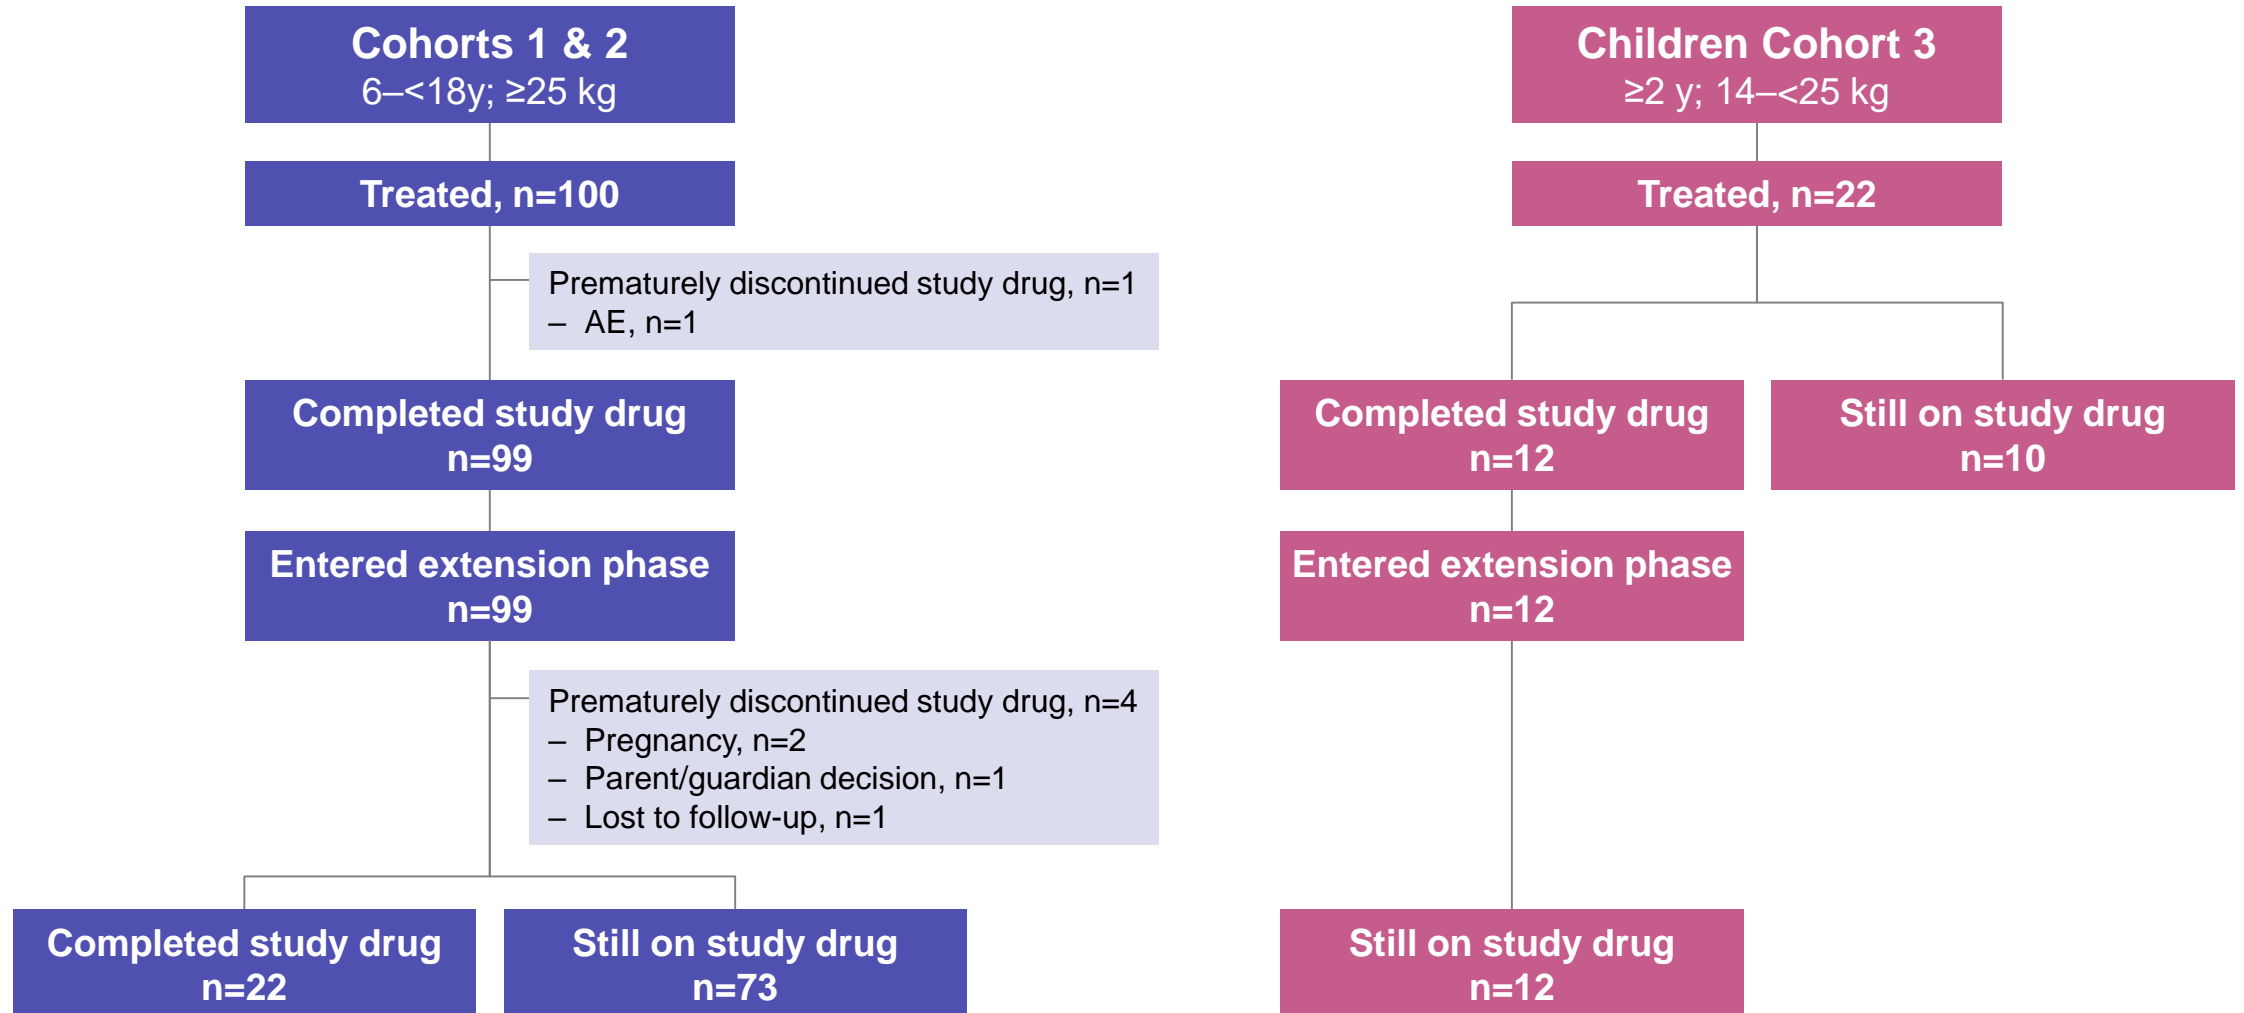 Cohorts 1 & 2
6–<18y; ≥25 kg
Treated, n=100
Prematurely discontinued study drug, n=1
– AE, n=1
Completed study drug
n=99
Entered extension phase
n=99
Prematurely discontinued study drug, n=4
– Pregnancy, n=2
– Parent/guardian decision, n=1
– Lost to follow-up, n=1
Completed study drug
n=22
Still on study drug
n=73
Children Cohort 3
≥2 y; 14–<25 kg
Treated, n=22
Completed study drug
n=12
Still on study drug
n=10
Entered extension phase
n=12
Still on study drug
n=12